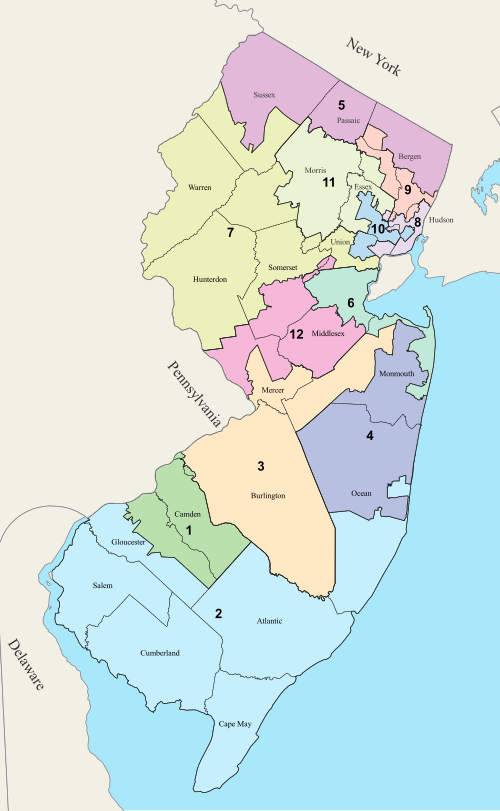 New York
Sussex
5
Passaic
Bergen
Morris
11
Warren
Essex
9
Hudson
8
10
7
Union
Somerset
Hunterdon
6
12
Middlesex
Pennsylvania
Monmouth
Mercer
4
3
Burlington
Ocean
Camden
1
Gloucester
Salem
2
Atlantic
Cumberland
Delaware
Cape May